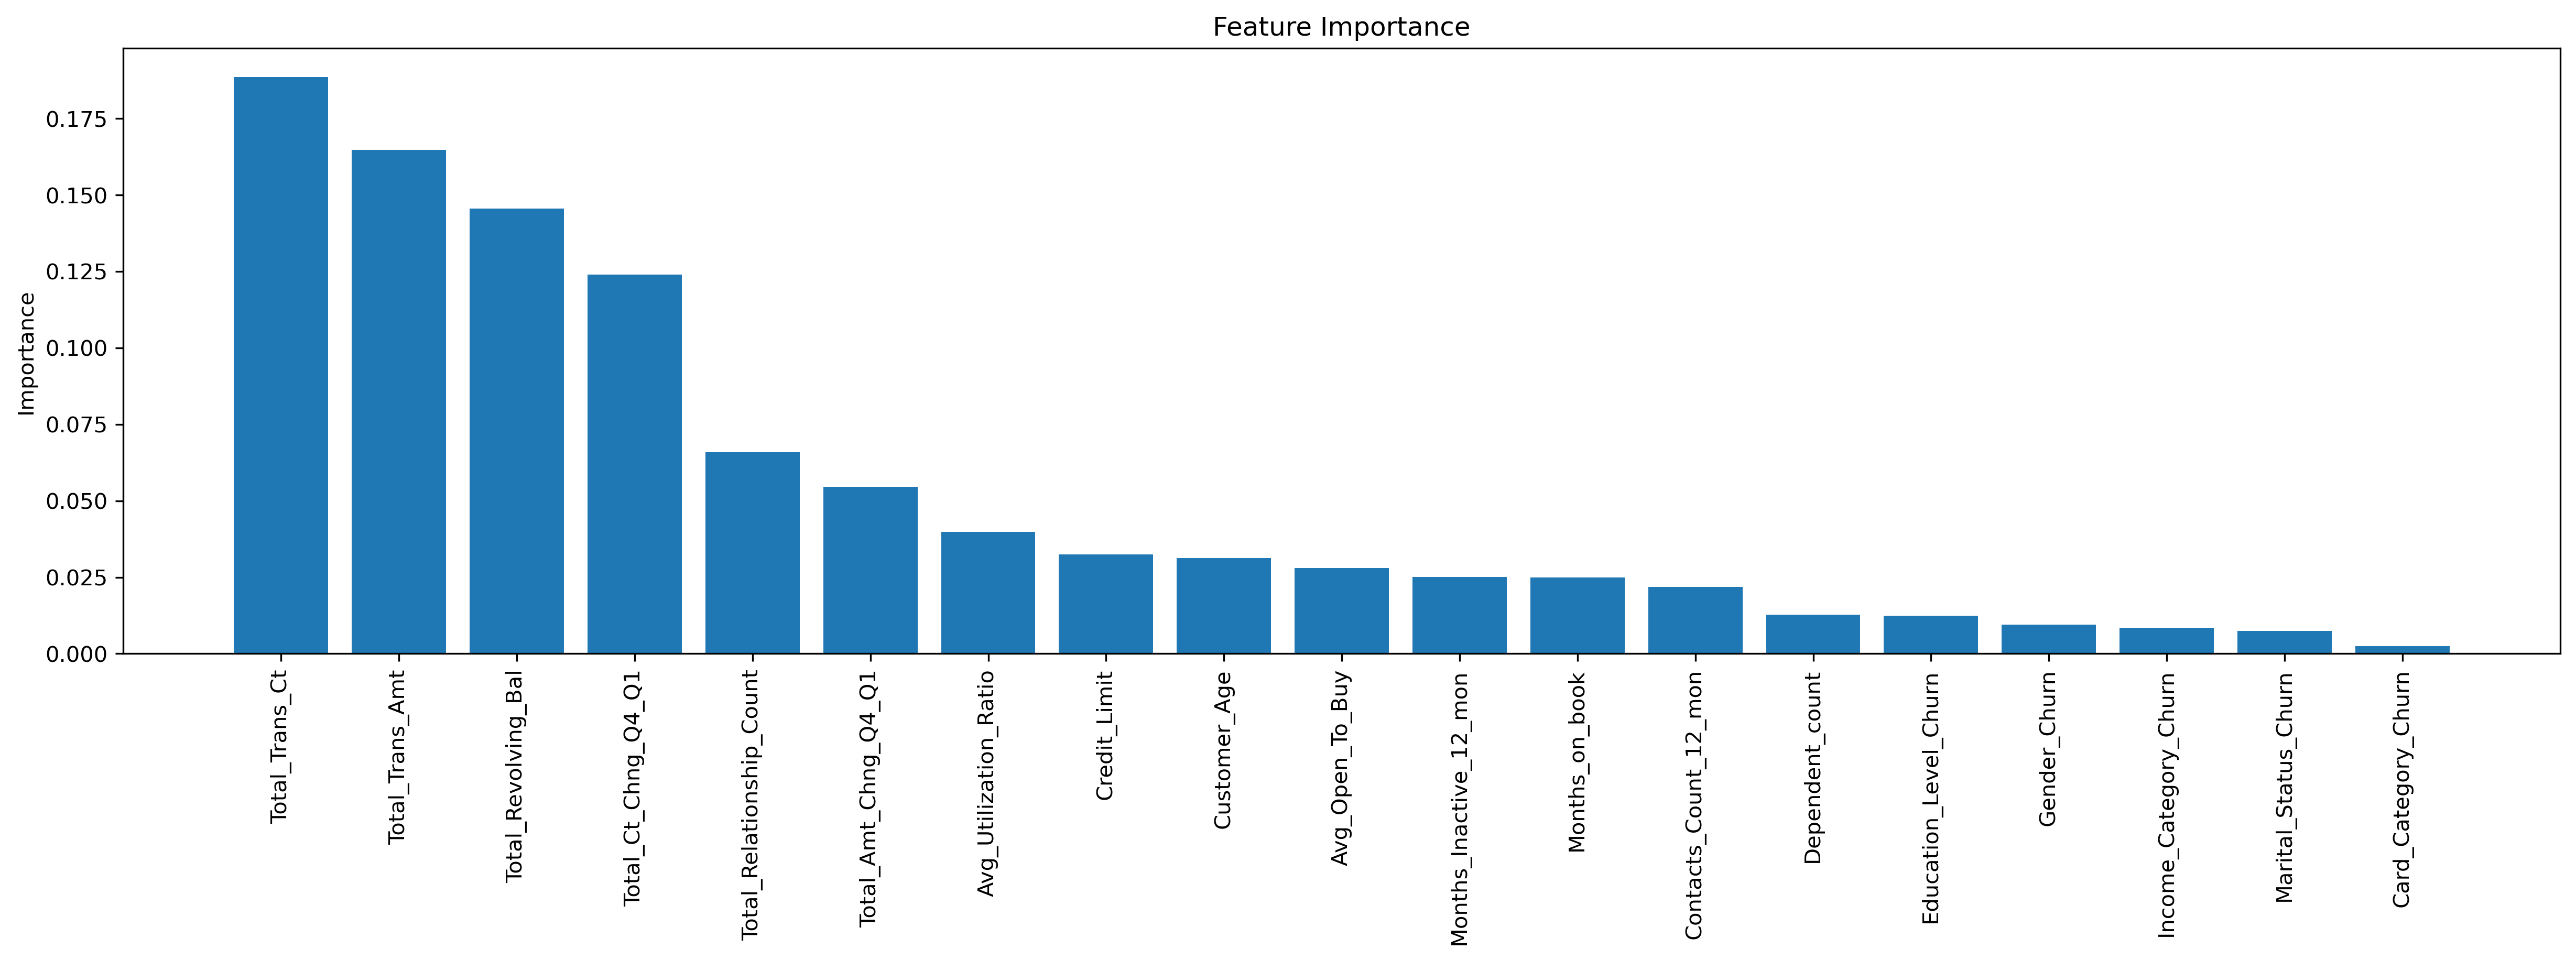 Feature Importance
Importance
0.175
0.150
0.125
0.100
0.075
0.050
0.025
0.000
Total_Trans_Ct
Total_Trans_Amt
Total_Revolving_Bal
Total_Ct_Chng_Q4_Q1
Total_Relationship_Count
Total_Amt_Chng_Q4_Q1
Avg_Utilization_Ratio
Credit_Limit
Customer_Age
Avg_Open_To_Buy
Months_Inactive_12_mon
Months_on_book
Contacts_Count_12_mon
Dependent_count
Education_Level_Churn
Gender_Churn
Income_Category_Churn
Marital_Status_Churn
Card_Category_Churn